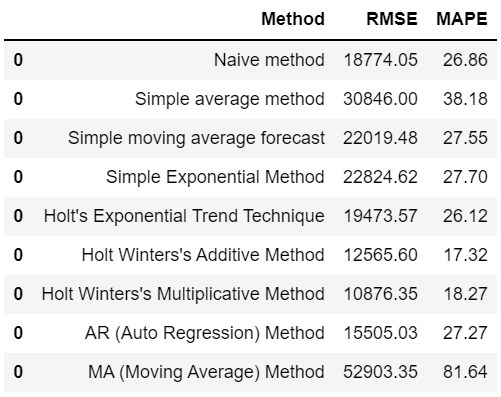 Method RMSE MAPE
0 Naive method 18774.05 26.86
0 Simple average method 30846.00 38.18
0 Simple moving average forecast 22019.48 27.55
0 Simple Exponential Method 22824.62 27.70
0 Holt's Exponential Trend Technique 19473.57 26.12
0 Holt Winters's Additive Method 12565.60 17.32
0 Holt Winters's Multiplicative Method 10876.35 18.27
0 AR (Auto Regression) Method 15505.03 27.27
0 MA (Moving Average) Method 52903.35 81.64